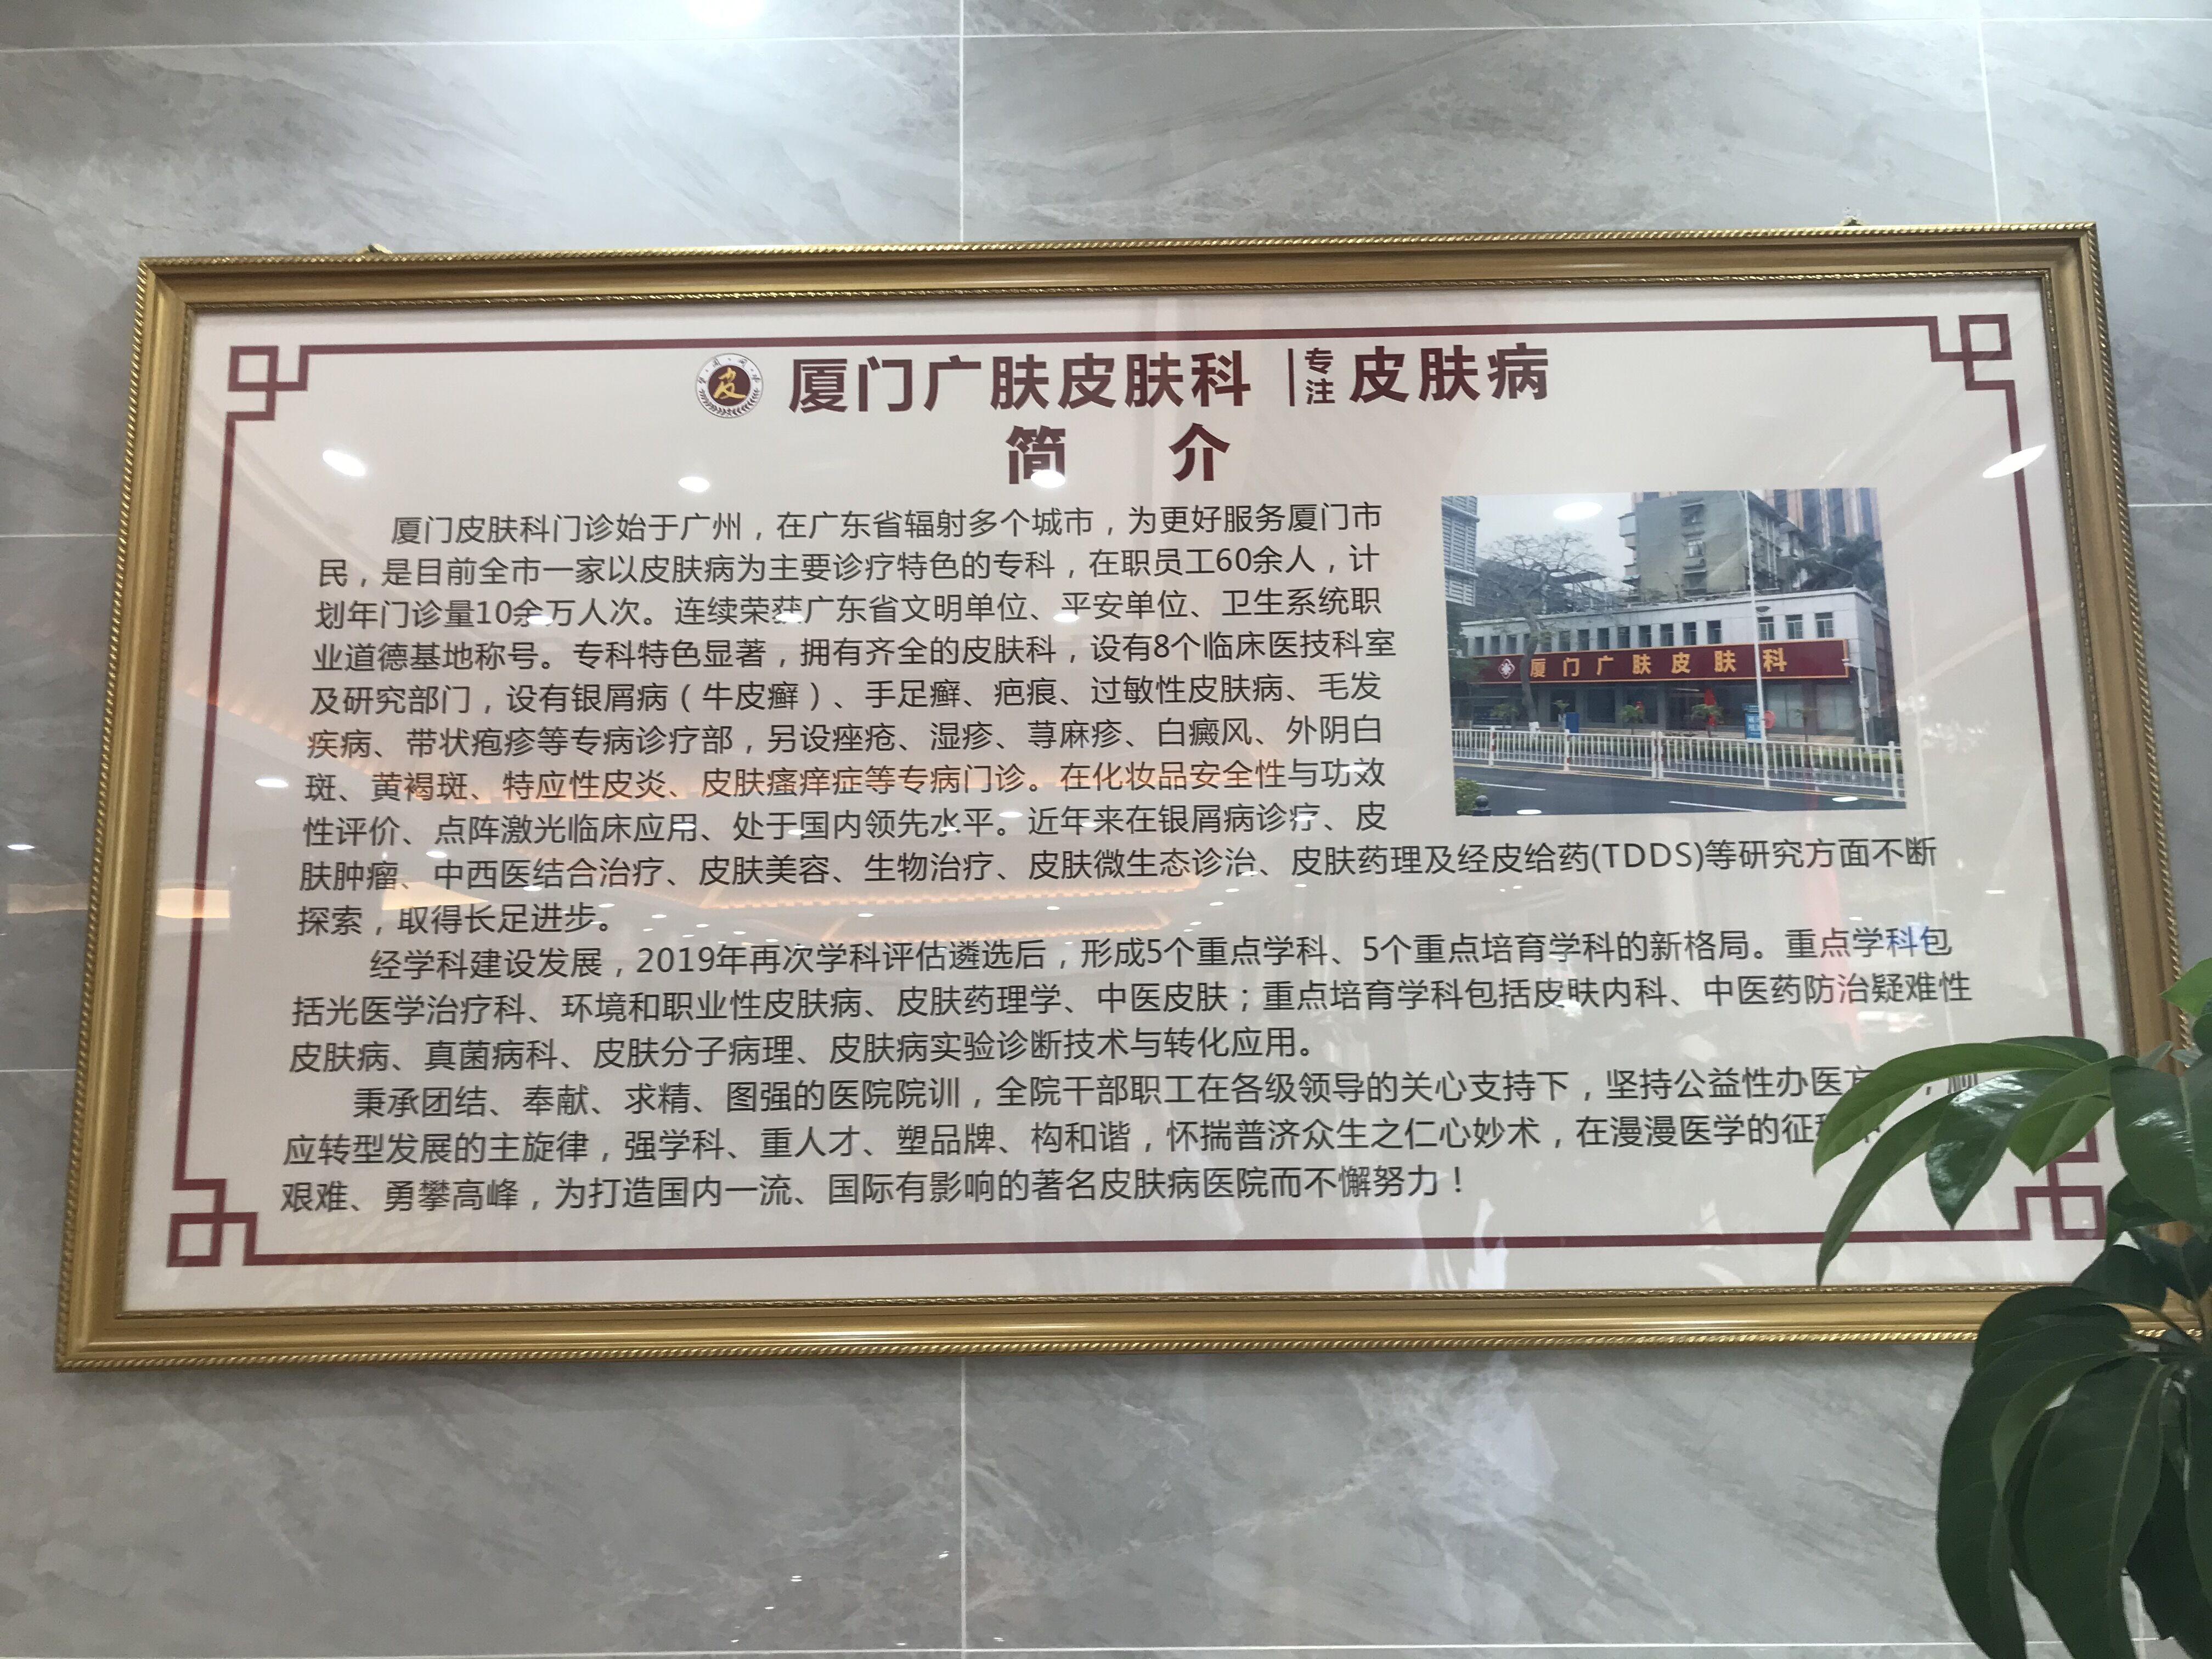 皮
厦门广肤皮肤科
专注
皮肤病
简 介
厦门皮肤科门诊始于广州，在广东省辐射多个城市，为更好服务厦门市
民，是目前全市一家以皮肤病为主要诊疗特色的专科，在职员工60余人，计
划年门诊量10余万人次。连续荣获广东省文明单位、平安单位、卫生系统职
业道德基地称号。专科特色显著，拥有齐全的皮肤科，设有8个临床医技科室
及研究部门，设有银屑病（牛皮癣）、手足癣、疤痕、过敏性皮肤病、毛发
疾病、带状疱疹等专病诊疗部，另设痤疮、湿疹、荨麻疹、白癜风、外阴白
斑、黄褐斑、特应性皮炎、皮肤瘙痒症等专病门诊。在化妆品安全性与功效
性评价、点阵激光临床应用、处于国内领先水平。近年来在银屑病诊疗、皮
肤肿瘤、中西医结合治疗、皮肤美容、生物治疗、皮肤微生态诊治、皮肤药理及经皮给药(TDDS)等研究方面不断
探索，取得长足进步。
经学科建设发展，2019年再次学科评估遴选后，形成5个重点学科、5个重点培育学科的新格局。重点学科包
括光医学治疗科、环境和职业性皮肤病、皮肤药理学、中医皮肤；重点培育学科包括皮肤内科、中医药防治疑难性
皮肤病、真菌病科、皮肤分子病理、皮肤病实验诊断技术与转化应用。
秉承团结、奉献、求精、图强的医院院训，全院干部职工在各级领导的关心支持下，坚持公益性办医方，
应转型发展的主旋律，强学科、重人才、塑品牌、构和谐，怀揣普济众生之仁心妙术，在漫漫医学的征
艰难、勇攀高峰，为打造国内一流、国际有影响的著名皮肤病医院而不懈努力！
厦门广肤皮肤科